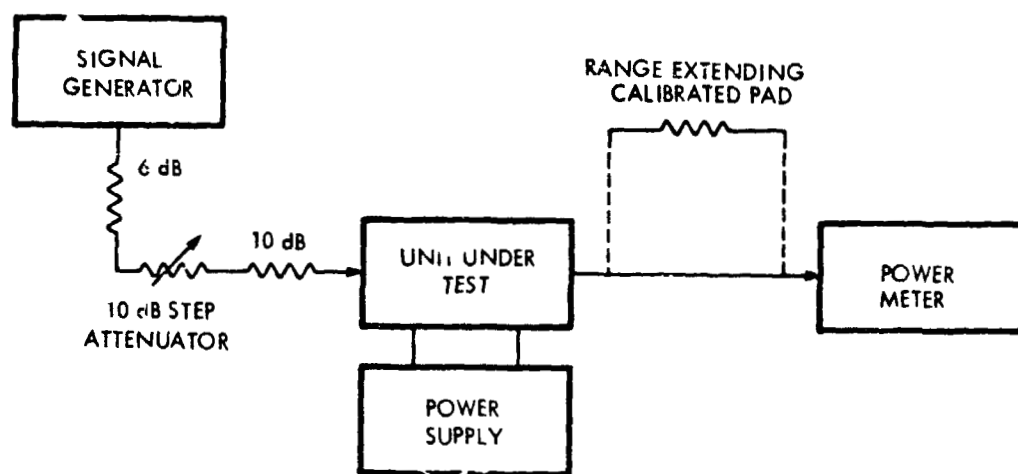 SIGNAL
GENERATOR
6 dB
10 dB STEP
ATTENUATOR
10 dB
UNIT UNDER
TEST
POWER
SUPPLY
RANGE EXTENDING
CALIBRATED PAD
POWER
METER